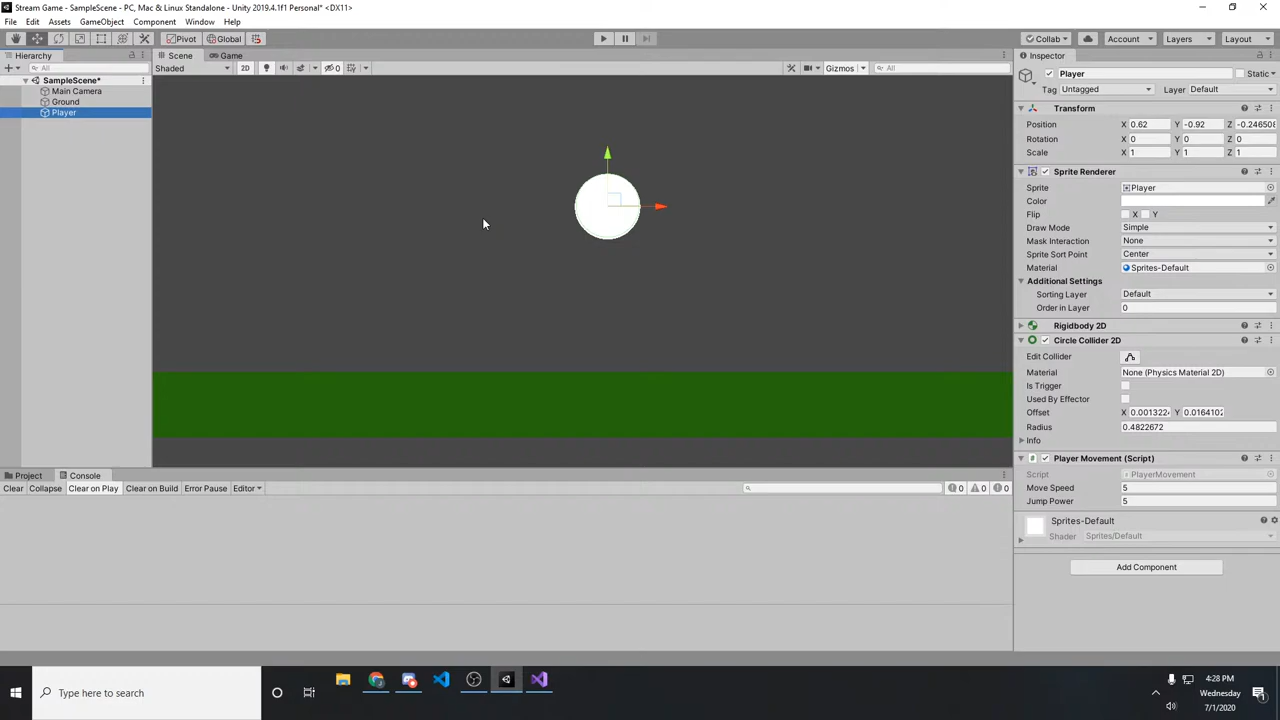 Stream Game - SampleScene - PC, Mac & Linux Standalone - Unity 2019.4.1f1 Personal* <DX11>
File Edit Assets GameObject Component Window Help
Pivot Global Collab Account Layers Layout
Hierarchy Scene Game Inspector
All Shaded 2D 0 Gizmos All
SampleScene*
Main Camera
Ground
Player
Player Static
Tag Untagged Layer Default
Transform
Position X 0.62 Y -0.92 Z -0.246508
Rotation X 0 Y 0 Z 0
Scale X 1 Y 1 Z 1
Sprite Renderer
Sprite Player
Color
Flip X Y
Draw Mode Simple
Mask Interaction None
Sprite Sort Point Center
Material Sprites-Default
Additional Settings
Sorting Layer Default
Order in Layer 0
Rigidbody 2D
Circle Collider 2D
Edit Collider
Material None (Physics Material 2D)
Is Trigger
Used By Effector
Offset X 0.001322 Y 0.016410
Radius 0.4822672
Info
Player Movement (Script)
Script PlayerMovement
Move Speed 5
Jump Power 5
Sprites-Default
Shader Sprites/Default
Add Component
Project Console
Clear Collapse Clear on Play Clear on Build Error Pause Editor 0 0 0
Type here to search
4:28 PM
Wednesday
7/1/2020
1